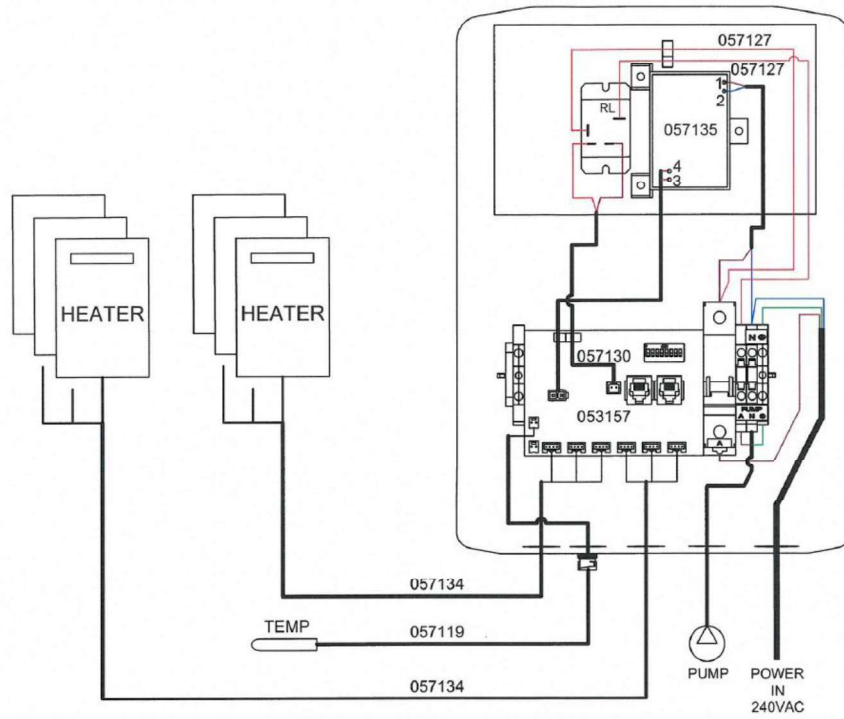 057127
057127
RL
1
2
057135
4
3
HEATER
HEATER
N
057130
053157
PUMP
A N
A
057134
TEMP
057119
057134
PUMP
POWER
IN
240VAC